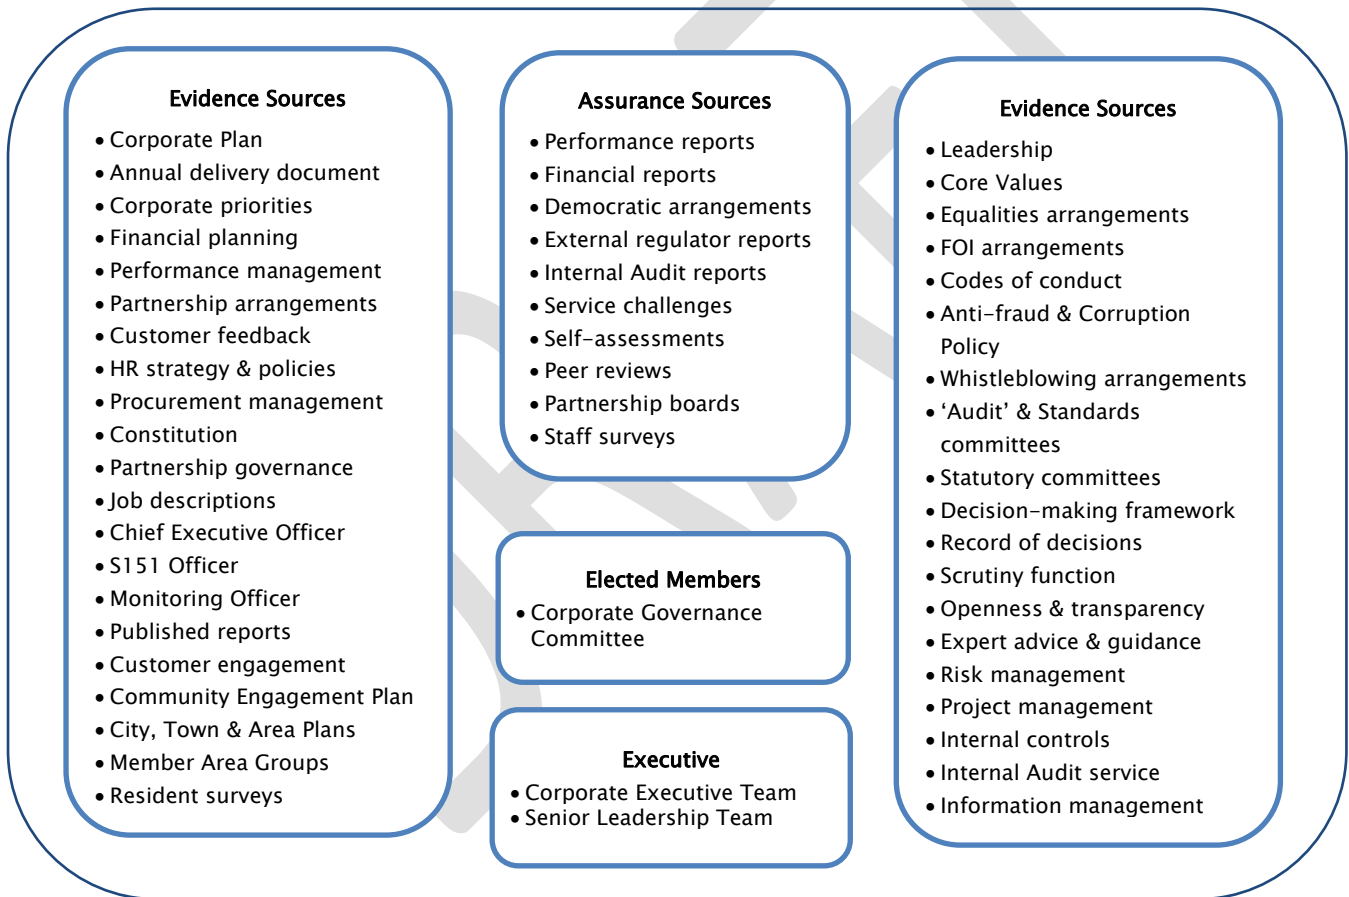 Evidence Sources
• Corporate Plan
• Annual delivery document
• Corporate priorities
• Financial planning
• Performance management
• Partnership arrangements
• Customer feedback
• HR strategy & policies
• Procurement management
• Constitution
• Partnership governance
• Job descriptions
• Chief Executive Officer
• S151 Officer
• Monitoring Officer
• Published reports
• Customer engagement
• Community Engagement Plan
• City, Town & Area Plans
• Member Area Groups
• Resident surveys
Assurance Sources
• Performance reports
• Financial reports
• Democratic arrangements
• External regulator reports
• Internal Audit reports
• Service challenges
• Self-assessments
• Peer reviews
• Partnership boards
• Staff surveys
Elected Members
• Corporate Governance
Committee
Executive
• Corporate Executive Team
• Senior Leadership Team
Evidence Sources
• Leadership
• Core Values
• Equalities arrangements
• FOI arrangements
• Codes of conduct
• Anti-fraud & Corruption
Policy
• Whistleblowing arrangements
• ‘Audit’ & Standards
committees
• Statutory committees
• Decision-making framework
• Record of decisions
• Scrutiny function
• Openness & transparency
• Expert advice & guidance
• Risk management
• Project management
• Internal controls
• Internal Audit service
• Information management